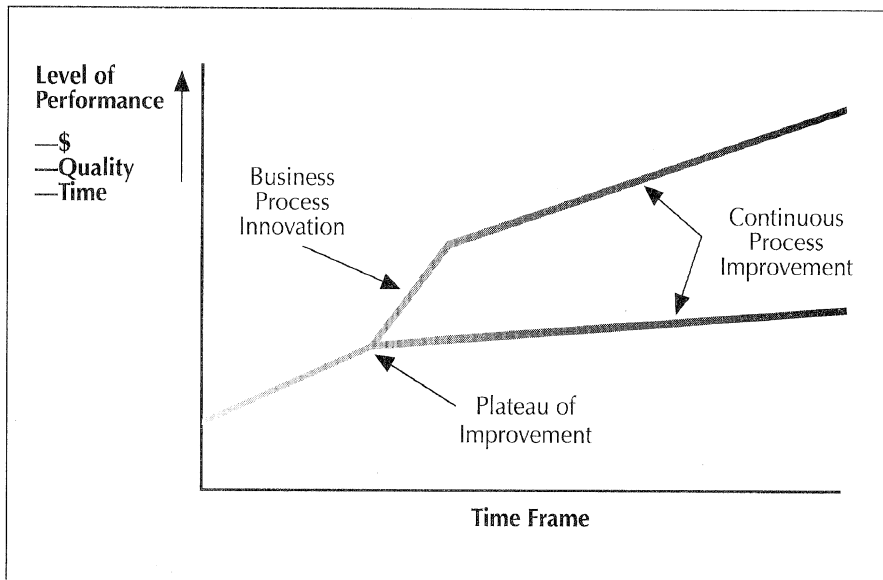 Level of
Performance
—$
—Quality
—Time
Business
Process
Innovation
Continuous
Process
Improvement
Plateau of
Improvement
Time Frame